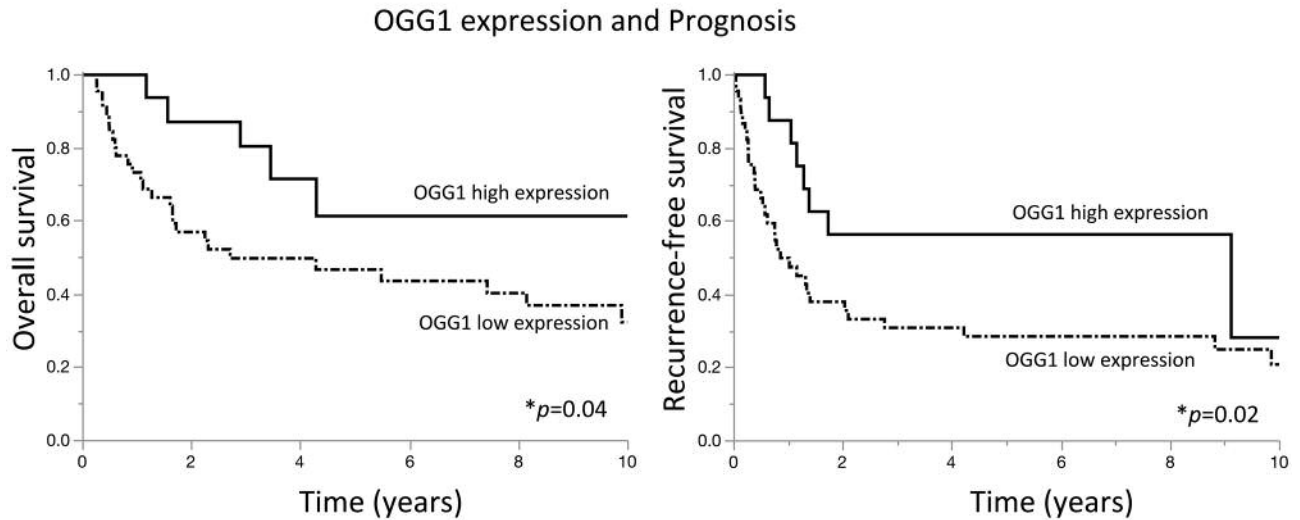 OGG1 expression and Prognosis
Overall survival
1.0
0.8
0.6
0.4
0.2
0.0
OGG1 high expression
OGG1 low expression
*p=0.04
0 2 4 6 8 10
Time (years)
Recurrence-free survival
1.0
0.8
0.6
0.4
0.2
0.0
OGG1 high expression
OGG1 low expression
*p=0.02
0 2 4 6 8 10
Time (years)